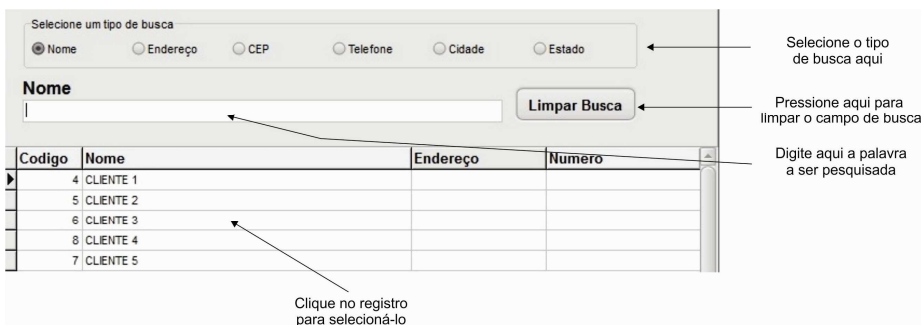 Selecione um tipo de busca
Nome Endereço CEP Telefone Cidade Estado
Selecione o tipo
de busca aqui
Nome
Limpar Busca
Pressione aqui para
limpar o campo de busca
Digite aqui a palavra
a ser pesquisada
Codigo Nome Endereço Numero
4 CLIENTE 1
5 CLIENTE 2
6 CLIENTE 3
8 CLIENTE 4
7 CLIENTE 5
Clique no registro
para selecioná-lo